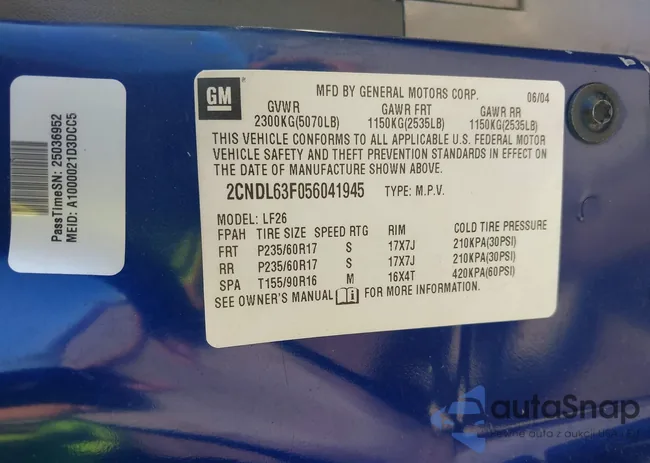 PassTimeSN: 25036952
MEID: A1000021D3DCC5
GM
MFD BY GENERAL MOTORS CORP. 06/04
GVWR GAWR FRT GAWR RR
2300KG(5070LB) 1150KG(2535LB) 1150KG(2535LB)
THIS VEHICLE CONFORMS TO ALL APPLICABLE U.S. FEDERAL MOTOR
VEHICLE SAFETY AND THEFT PREVENTION STANDARDS IN EFFECT ON
THE DATE OF MANUFACTURE SHOWN ABOVE.
2CNDL63F056041945 TYPE: M.P.V.
MODEL: LF26
FPAH TIRE SIZE SPEED RTG RIM COLD TIRE PRESSURE
FRT P235/60R17 S 17X7J 210KPA(30PSI)
RR P235/60R17 S 17X7J 210KPA(30PSI)
SPA T155/90R16 M 16X4T 420KPA(60PSI)
SEE OWNER'S MANUAL FOR MORE INFORMATION.
autaSnap
auto z aukcji